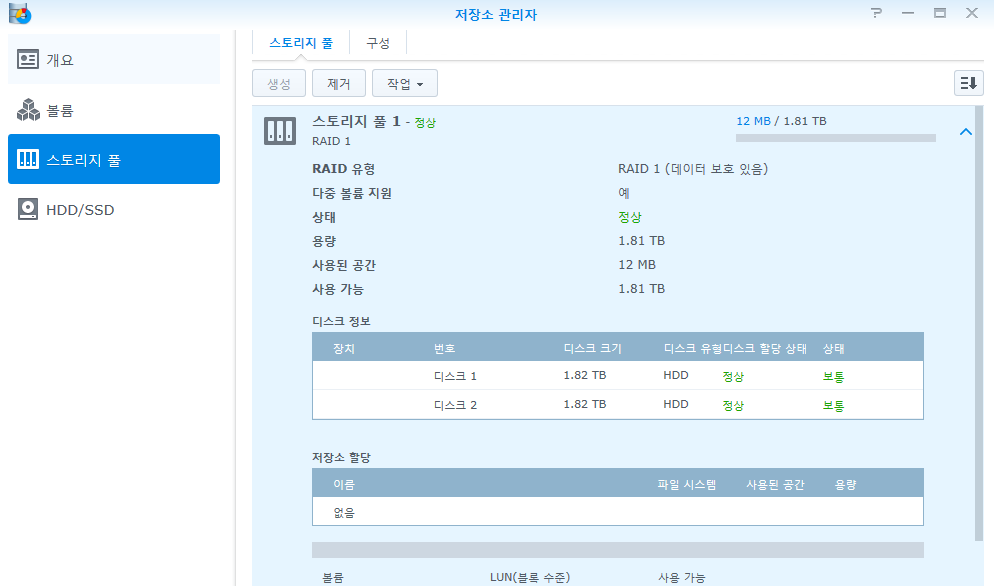 저장소 관리자
개요
볼륨
스토리지 풀
HDD/SSD
스토리지 풀 구성
생성 제거 작업
스토리지 풀 1 - 정상 12 MB / 1.81 TB
RAID 1
RAID 유형 RAID 1 (데이터 보호 있음)
다중 볼륨 지원 예
상태 정상
용량 1.81 TB
사용된 공간 12 MB
사용 가능 1.81 TB
디스크 정보
장치 번호 디스크 크기 디스크 유형 디스크 할당 상태 상태
디스크 1 1.82 TB HDD 정상 보통
디스크 2 1.82 TB HDD 정상 보통
저장소 할당
이름 파일 시스템 사용된 공간 용량
없음
볼륨 LUN(블록 수준) 사용 가능